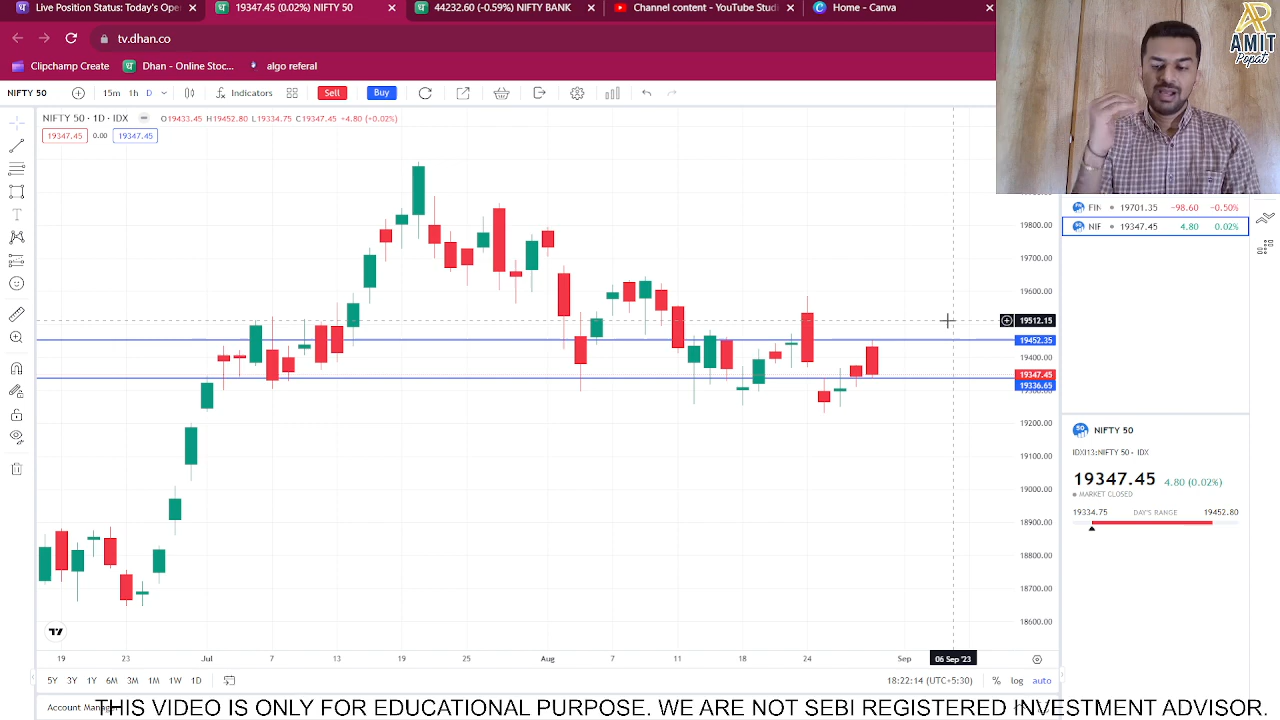 Live Position Status: Today's Oper
19347.45 (0.02%) NIFTY 50
44232.60 (-0.59%) NIFTY BANK
Channel content - YouTube Studi
Home - Canva
tv.dhan.co
Clipchamp Create
Dhan - Online Stoc...
algo referal
NIFTY 50 15m 1h D Indicators Sell Buy
NIFTY 50 · 1D · IDX O19433.45 H19452.80 L19334.75 C19347.45 +4.80 (+0.02%)
19347.45 0.00 19347.45
AP
AMIT
Popat
FIN 19701.35 -98.60 -0.50%
NIF 19347.45 4.80 0.02%
19800.00
19700.00
19600.00
19512.15
19452.35
19400.00
19347.45
19336.65
19200.00
19100.00
19000.00
18900.00
18800.00
18700.00
18600.00
NIFTY 50
IDXI13:NIFTY 50 · IDX
19347.45 4.80 (0.02%)
MARKET CLOSED
19334.75 DAY'S RANGE 19452.80
19 23 Jul 7 13 19 25 Aug 7 11 18 24 Sep 06 Sep '23
5Y 3Y 1Y 6M 3M 1M 1W 1D
18:22:14 (UTC+5:30) % log auto
Account Manager
THIS VIDEO IS ONLY FOR EDUCATIONAL PURPOSE. WE ARE NOT SEBI REGISTERED INVESTMENT ADVISOR.